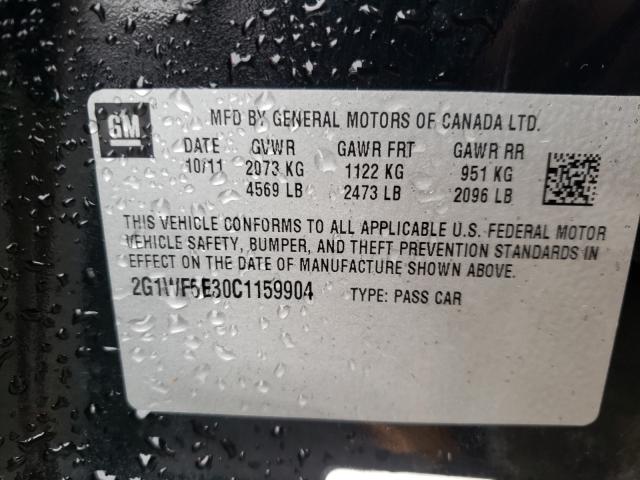 GM
MFD BY GENERAL MOTORS OF CANADA LTD.
DATE GVWR GAWR FRT GAWR RR
10/11 2073 KG 1122 KG 951 KG
4569 LB 2473 LB 2096 LB
THIS VEHICLE CONFORMS TO ALL APPLICABLE U.S. FEDERAL MOTOR
VEHICLE SAFETY, BUMPER, AND THEFT PREVENTION STANDARDS IN
EFFECT ON THE DATE OF MANUFACTURE SHOWN ABOVE.
2G1WF5E30C1159904 TYPE: PASS CAR